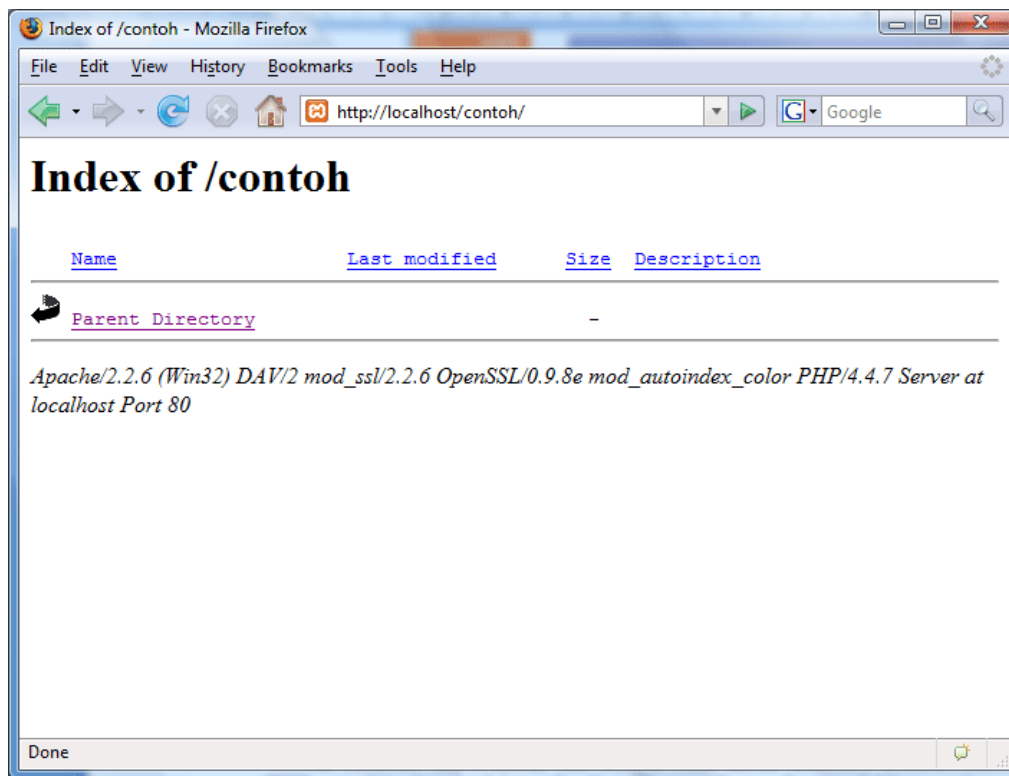 Index of /contoh - Mozilla Firefox
File Edit View History Bookmarks Tools Help
http://localhost/contoh/ G Google
Index of /contoh
Name Last modified Size Description
Parent Directory -
Apache/2.2.6 (Win32) DAV/2 mod_ssl/2.2.6 OpenSSL/0.9.8e mod_autoindex_color PHP/4.4.7 Server at
localhost Port 80
Done